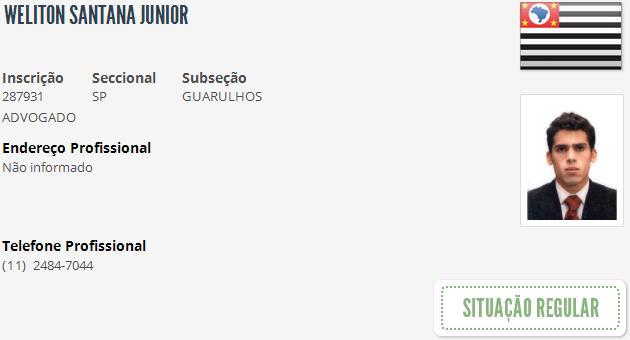 WELITON SANTANA JUNIOR
Inscrição Seccional Subseção
287931 SP GUARULHOS
ADVOGADO
Endereço Profissional
Não informado
Telefone Profissional
(11) 2484-7044
SITUAÇÃO REGULAR